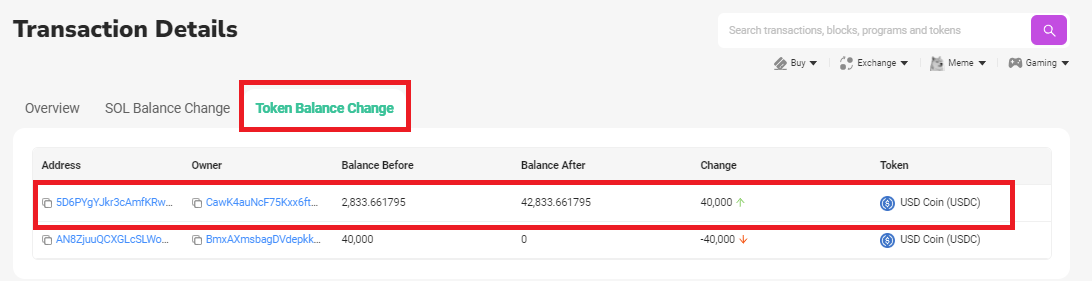 Transaction Details
Search transactions, blocks, programs and tokens
Buy Exchange Meme Gaming
Overview SOL Balance Change Token Balance Change
Address Owner Balance Before Balance After Change Token
5D6PYgYJkr3cAmfKRw... CawK4auNcF75Kxx6ft... 2,833.661795 42,833.661795 40,000 USD Coin (USDC)
AN8ZjuuQCXGLcSLWo... BmxAXmsbagDVdepkk... 40,000 0 -40,000 USD Coin (USDC)